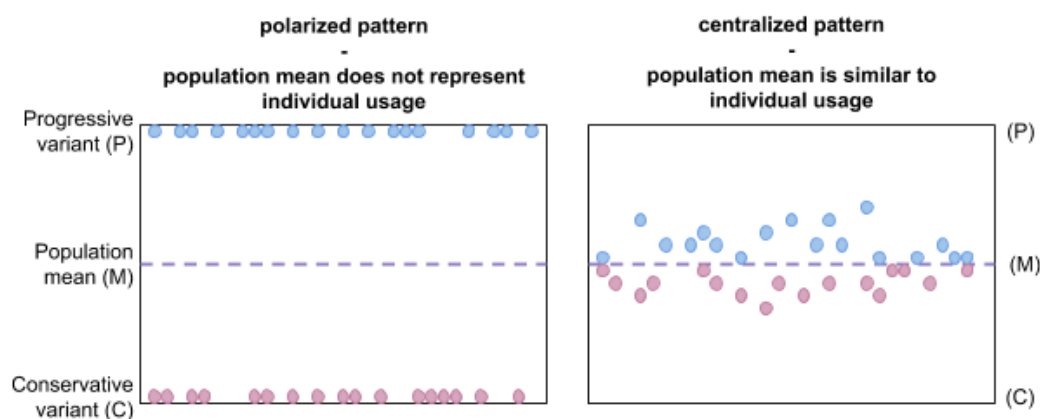 polarized pattern
-
population mean does not represent
individual usage
centralized pattern
-
population mean is similar to
individual usage
Progressive
variant (P)
Population
mean (M)
Conservative
variant (C)
(P)
(M)
(C)